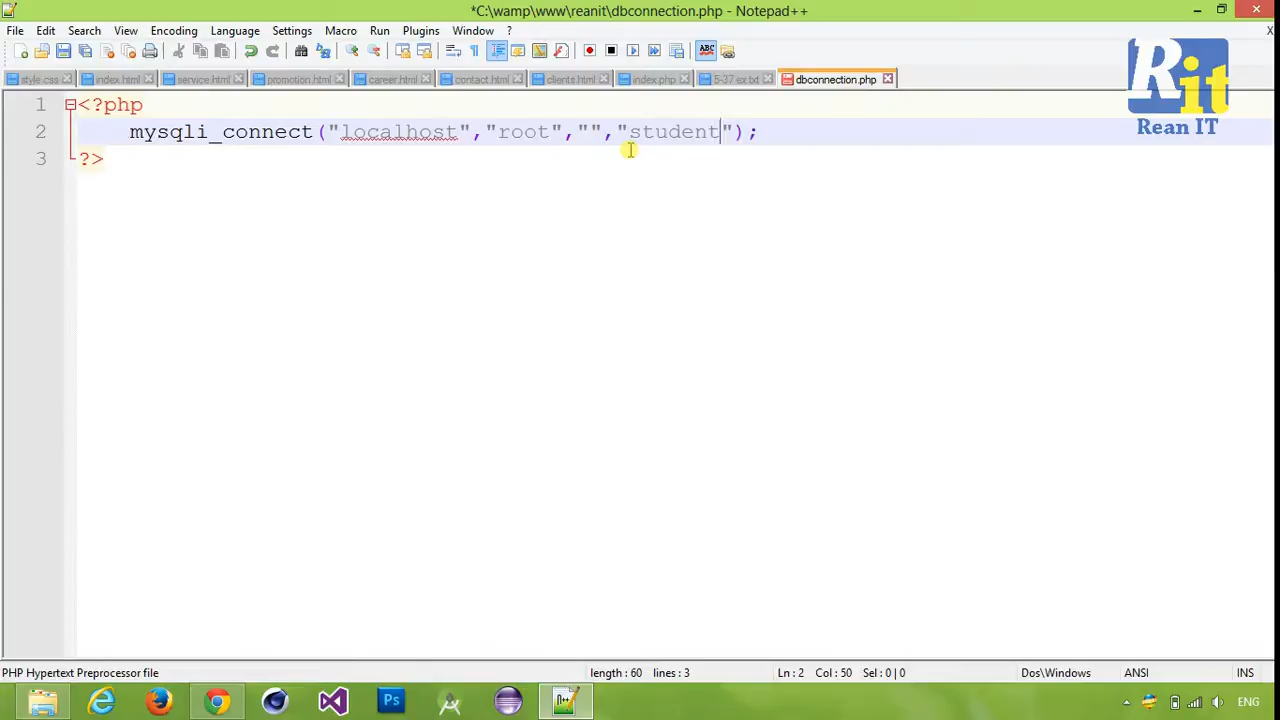 *C:\wamp\www\reanit\dbconnection.php - Notepad++
File Edit Search View Encoding Language Settings Macro Run Plugins Window ? X
ABC
style.css index.html service.html promotion.html career.html contact.html clients.html index.php 5-37 ex.txt dbconnection.php
Rit
Rean IT
1 <?php
2 mysqli_connect("localhost","root","","student");
3 ?>
PHP Hypertext Preprocessor file length : 60 lines : 3 Ln : 2 Col : 50 Sel : 0 | 0 Dos\Windows ANSI INS
Ps ENG